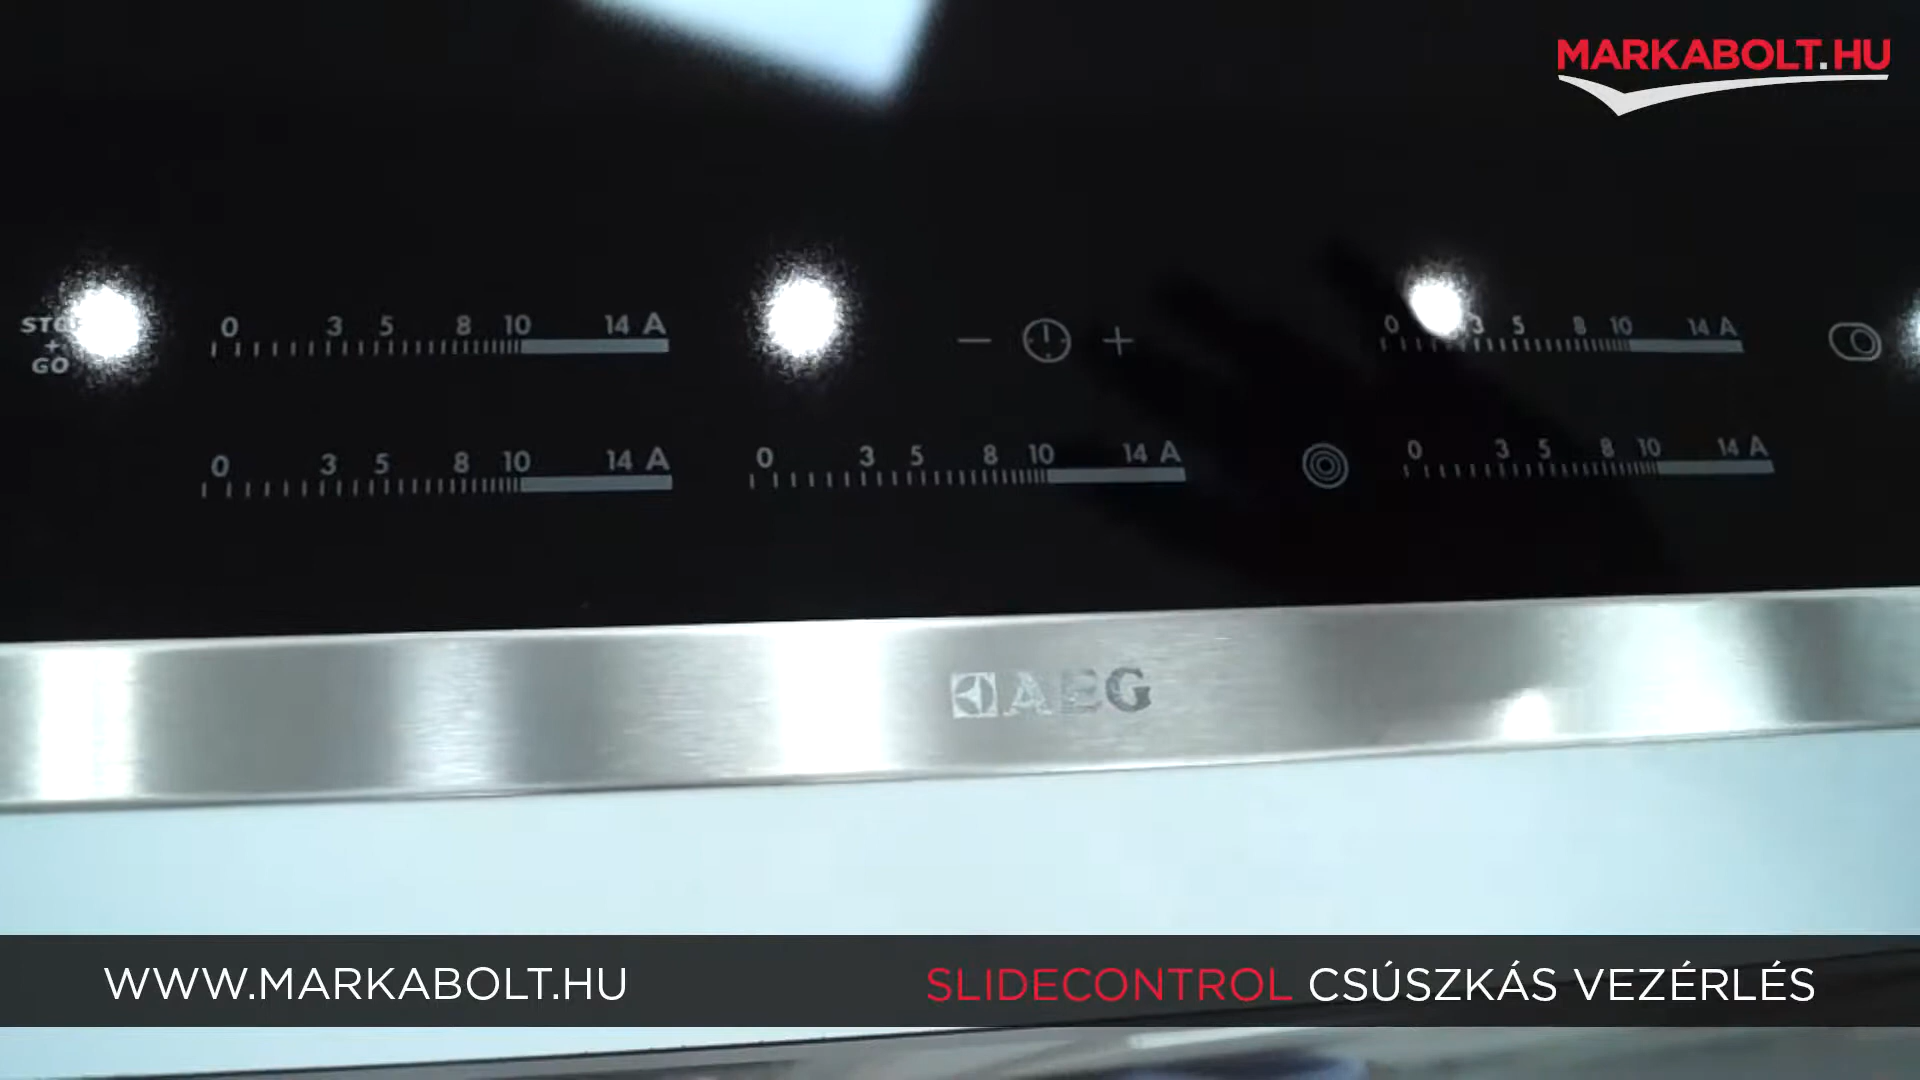 MARKABOLT.HU
STO
+
GO
0 3 5 8 10 14 A
− +
0 3 5 8 10 14 A
0 3 5 8 10 14 A
0 3 5 8 10 14 A
0 3 5 8 10 14 A
AEG
WWW.MARKABOLT.HU
SLIDECONTROL CSÚSZKÁS VEZÉRLÉS